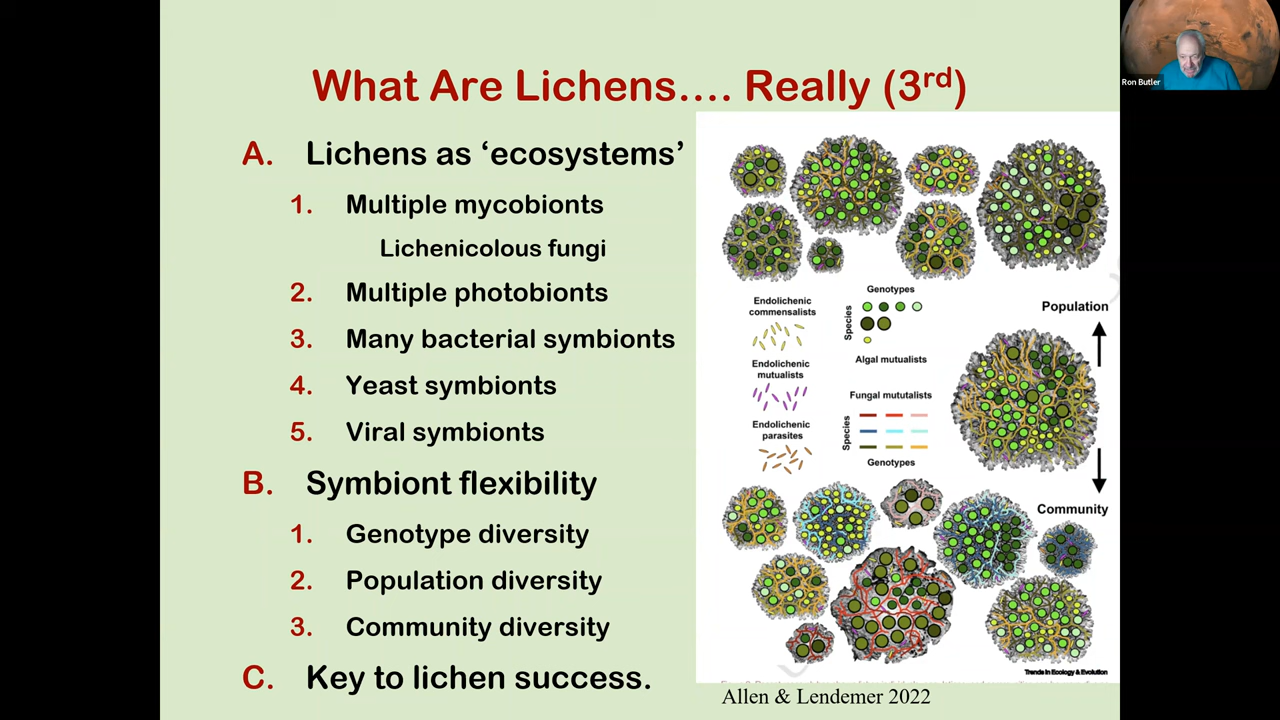 What Are Lichens.... Really (3rd)
A. Lichens as ‘ecosystems’
1. Multiple mycobionts
Lichenicolous fungi
2. Multiple photobionts
3. Many bacterial symbionts
4. Yeast symbionts
5. Viral symbionts
B. Symbiont flexibility
1. Genotype diversity
2. Population diversity
3. Community diversity
C. Key to lichen success.
Endolichenic
commensalists
Endolichenic
mutualists
Endolichenic
parasites
Genotypes
Species
Algal mutualists
Fungal mututalists
Species
Genotypes
Population
Community
Trends in Ecology & Evolution
Allen & Lendemer 2022
Ron Butler